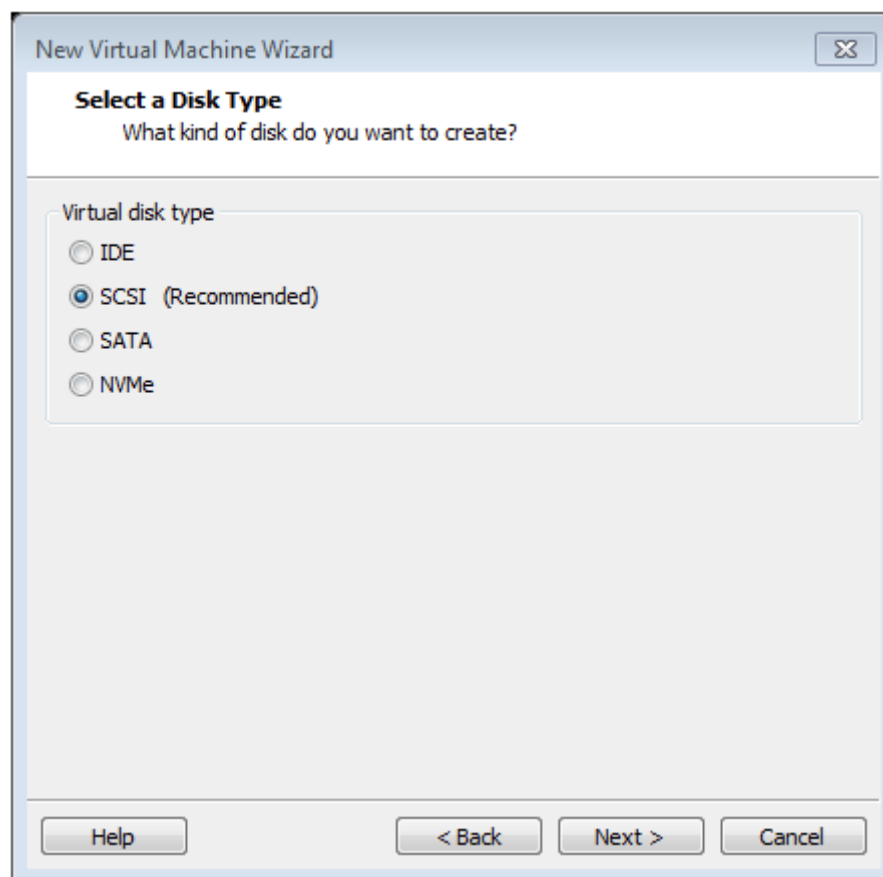 New Virtual Machine Wizard
Select a Disk Type
What kind of disk do you want to create?
Virtual disk type
IDE
SCSI (Recommended)
SATA
NVMe
Help
< Back
Next >
Cancel